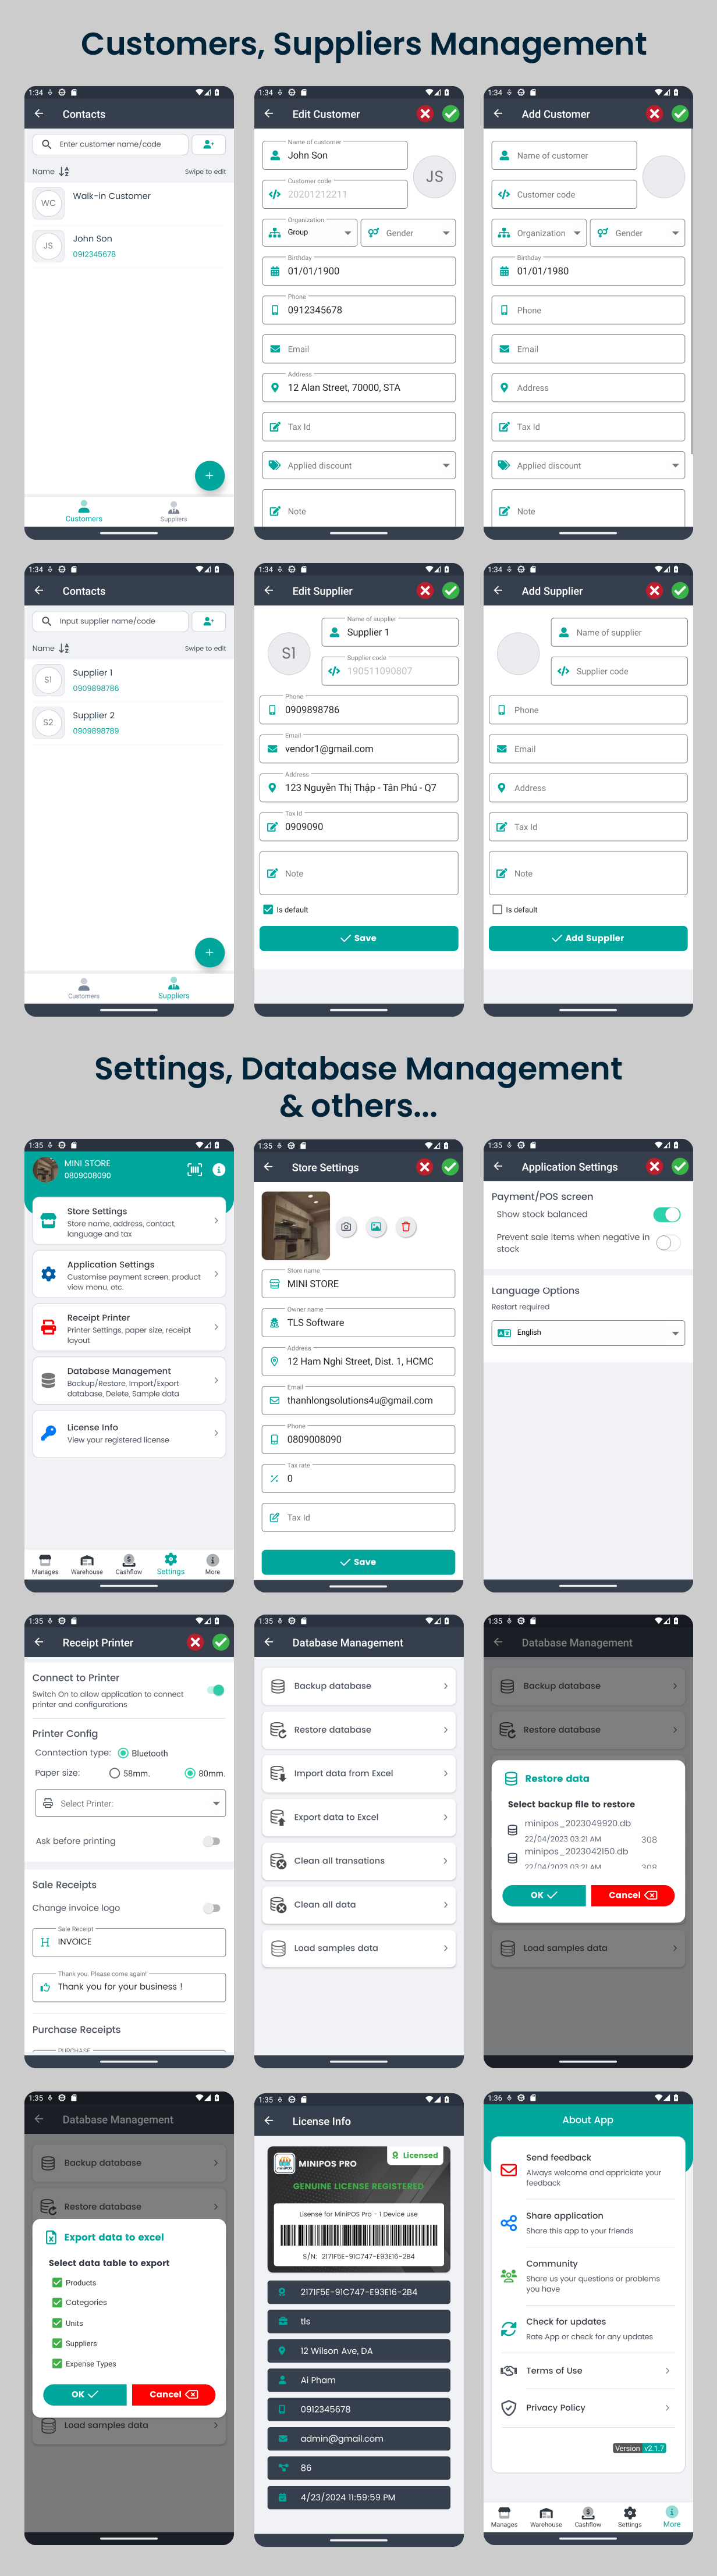 Customers, Suppliers Management
1:34
Contacts
Enter customer name/code
Name
Swipe to edit
WC
Walk-in Customer
JS
John Son
0912345678
+
Customers
Suppliers
1:34
Edit Customer
Name of customer
John Son
JS
Customer code
20201212211
Organization
Group
Gender
Birthday
01/01/1900
Phone
0912345678
Email
Address
12 Alan Street, 70000, STA
Tax Id
Applied discount
Note
1:34
Add Customer
Name of customer
Customer code
Organization
Gender
Birthday
01/01/1980
Phone
Email
Address
Tax Id
Applied discount
Note
1:34
Contacts
Input supplier name/code
Name
Swipe to edit
S1
Supplier 1
0909898786
S2
Supplier 2
0909898789
+
Customers
Suppliers
1:34
Edit Supplier
S1
Name of supplier
Supplier 1
Supplier code
190511090807
Phone
0909898786
Email
vendor1@gmail.com
Address
123 Nguyễn Thị Thập - Tân Phú - Q7
Tax Id
0909090
Note
Is default
Save
1:34
Add Supplier
Name of supplier
Supplier code
Phone
Email
Address
Tax Id
Note
Is default
Add Supplier
Settings, Database Management
& others...
1:35
MINI STORE
0809008090
Store Settings
Store name, address, contact,
language and tax
Application Settings
Customise payment screen, product
view menu, etc.
Receipt Printer
Printer Settings, paper size, receipt
layout
Database Management
Backup/Restore, Import/Export
database, Delete, Sample data
License Info
View your registered license
Manages
Warehouse
Cashflow
Settings
More
1:35
Store Settings
Store name
MINI STORE
Owner name
TLS Software
Address
12 Ham Nghi Street, Dist. 1, HCMC
Email
thanhlongsolutions4u@gmail.com
Phone
0809008090
Tax rate
0
Tax Id
Save
1:35
Application Settings
Payment/POS screen
Show stock balanced
Prevent sale items when negative in
stock
Language Options
Restart required
English
1:35
Receipt Printer
Connect to Printer
Switch On to allow application to connect
printer and configurations
Printer Config
Conntection type:
Bluetooth
Paper size:
58mm.
80mm.
Select Printer:
Ask before printing
Sale Receipts
Change invoice logo
Sale Receipt
INVOICE
Thank you. Please come again!
Thank you for your business !
Purchase Receipts
PURCHASE
1:35
Database Management
Backup database
Restore database
Import data from Excel
Export data to Excel
Clean all transations
Clean all data
Load samples data
1:35
Database Management
Backup database
Restore database
Restore data
Select backup file to restore
minipos_2023049920.db
22/04/2023 03:21 AM
308
minipos_2023042150.db
22/04/2023 03:21 AM
308
OK
Cancel
Load samples data
1:35
Database Management
Backup database
Restore database
Export data to excel
Select data table to export
Products
Categories
Units
Suppliers
Expense Types
OK
Cancel
Load samples data
1:35
License Info
MINIPOS PRO
Licensed
GENUINE LICENSE REGISTERED
Lisense for MiniPOS Pro - 1 Device use
S/N: 2171F5E-91C747-E93E16-2B4
2171F5E-91C747-E93E16-2B4
tls
12 Wilson Ave, DA
Ai Pham
0912345678
admin@gmail.com
86
4/23/2024 11:59:59 PM
1:36
About App
Send feedback
Always welcome and appriciate your
feedback
Share application
Share this app to your friends
Community
Share us your questions or problems
you have
Check for updates
Rate App or check for any updates
Terms of Use
Privacy Policy
Version v2.1.7
Manages
Warehouse
Cashflow
Settings
More